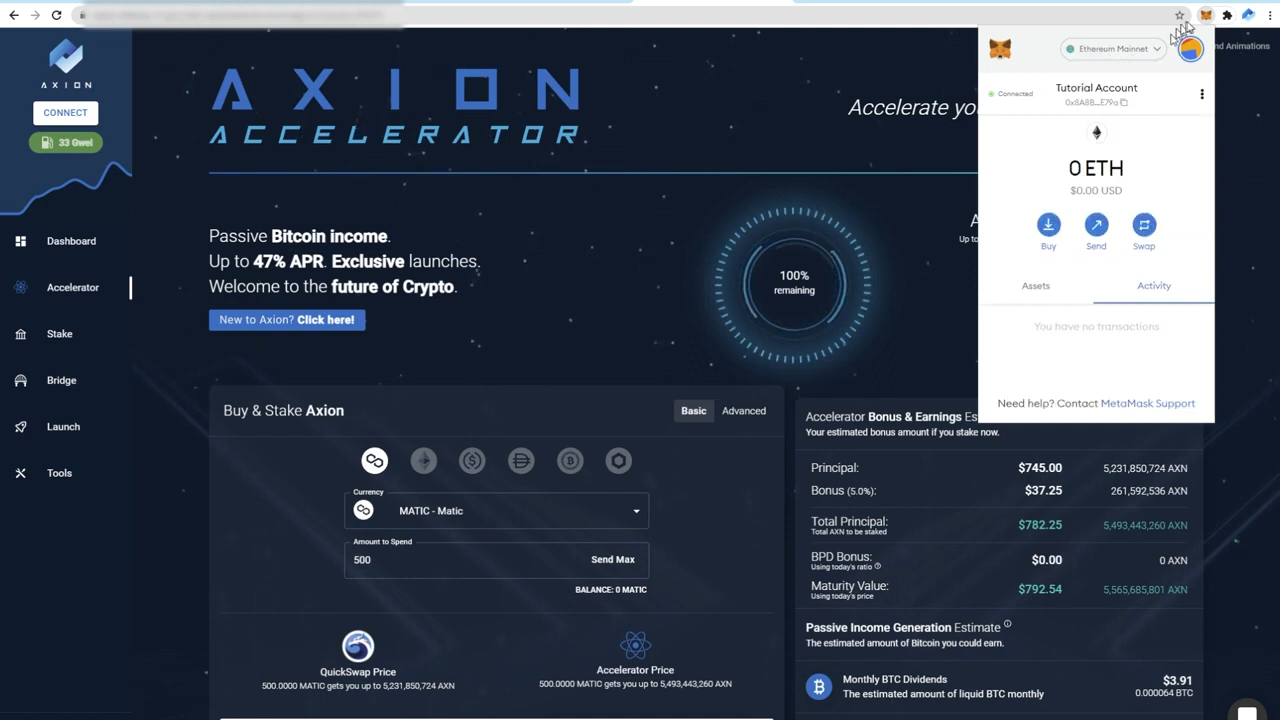 AXION
CONNECT
33 Gwei
Dashboard
Accelerator
Stake
Bridge
Launch
Tools
AXION
ACCELERATOR
Accelerate yo
nd Animations
Passive Bitcoin income.
Up to 47% APR. Exclusive launches.
Welcome to the future of Crypto.
New to Axion? Click here!
100%
remaining
A
Up to
Ethereum Mainnet
Connected
Tutorial Account
0x8A8B...E79a
0 ETH
$0.00 USD
Buy
Send
Swap
Assets
Activity
You have no transactions
Need help? Contact MetaMask Support
Buy & Stake Axion
Basic
Advanced
Currency
MATIC - Matic
Amount to Spend
500
Send Max
BALANCE: 0 MATIC
QuickSwap Price
500.0000 MATIC gets you up to 5,231,850,724 AXN
Accelerator Price
500.0000 MATIC gets you up to 5,493,443,260 AXN
Accelerator Bonus & Earnings Es
Your estimated bonus amount if you stake now.
Principal: $745.00 5,231,850,724 AXN
Bonus (5.0%): $37.25 261,592,536 AXN
Total Principal: $782.25 5,493,443,260 AXN
Total AXN to be staked
BPD Bonus: $0.00 0 AXN
Using today's ratio
Maturity Value: $792.54 5,565,685,801 AXN
Using today's price
Passive Income Generation Estimate
The estimated amount of Bitcoin you could earn.
Monthly BTC Dividends $3.91
The estimated amount of liquid BTC monthly 0.000064 BTC